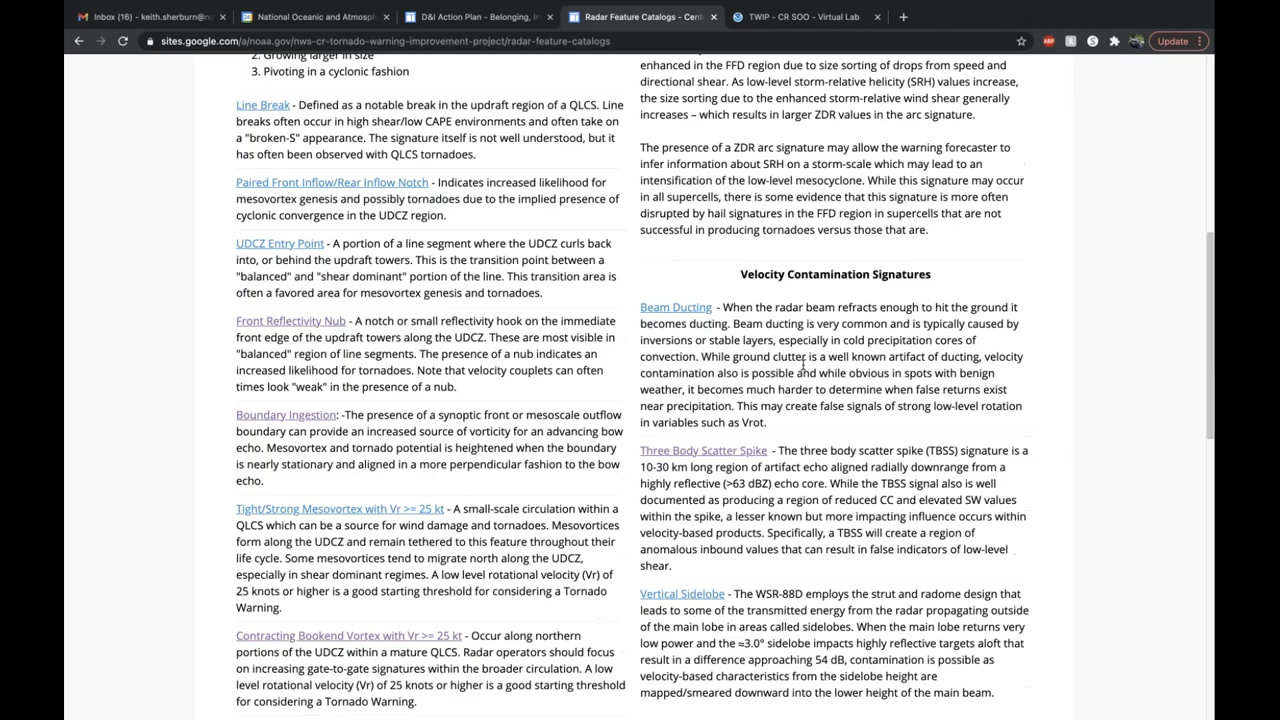 Inbox (16) - keith.sherburn@n
National Oceanic and Atmosph
D&I Action Plan - Belonging, In
Radar Feature Catalogs - Cent
TWIP - CR SOO - Virtual Lab
sites.google.com/a/noaa.gov/nws-cr-tornado-warning-improvement-project/radar-feature-catalogs
ABP
Update
2. Growing larger in size
3. Pivoting in a cyclonic fashion
Line Break - Defined as a notable break in the updraft region of a QLCS. Line
breaks often occur in high shear/low CAPE environments and often take on
a "broken-S" appearance. The signature itself is not well understood, but it
has often been observed with QLCS tornadoes.
Paired Front Inflow/Rear Inflow Notch - Indicates increased likelihood for
mesovortex genesis and possibly tornadoes due to the implied presence of
cyclonic convergence in the UDCZ region.
UDCZ Entry Point - A portion of a line segment where the UDCZ curls back
into, or behind the updraft towers. This is the transition point between a
"balanced" and "shear dominant" portion of the line. This transition area is
often a favored area for mesovortex genesis and tornadoes.
Front Reflectivity Nub - A notch or small reflectivity hook on the immediate
front edge of the updraft towers along the UDCZ. These are most visible in
"balanced" region of line segments. The presence of a nub indicates an
increased likelihood for tornadoes. Note that velocity couplets can often
times look "weak" in the presence of a nub.
Boundary Ingestion: -The presence of a synoptic front or mesoscale outflow
boundary can provide an increased source of vorticity for an advancing bow
echo. Mesovortex and tornado potential is heightened when the boundary
is nearly stationary and aligned in a more perpendicular fashion to the bow
echo.
Tight/Strong Mesovortex with Vr >= 25 kt - A small-scale circulation within a
QLCS which can be a source for wind damage and tornadoes. Mesovortices
form along the UDCZ and remain tethered to this feature throughout their
life cycle. Some mesovortices tend to migrate north along the UDCZ,
especially in shear dominant regimes. A low level rotational velocity (Vr) of
25 knots or higher is a good starting threshold for considering a Tornado
Warning.
Contracting Bookend Vortex with Vr >= 25 kt - Occur along northern
portions of the UDCZ within a mature QLCS. Radar operators should focus
on increasing gate-to-gate signatures within the broader circulation. A low
level rotational velocity (Vr) of 25 knots or higher is a good starting threshold
for considering a Tornado Warning.
enhanced in the FFD region due to size sorting of drops from speed and
directional shear. As low-level storm-relative helicity (SRH) values increase,
the size sorting due to the enhanced storm-relative wind shear generally
increases – which results in larger ZDR values in the arc signature.
The presence of a ZDR arc signature may allow the warning forecaster to
infer information about SRH on a storm-scale which may lead to an
intensification of the low-level mesocyclone. While this signature may occur
in all supercells, there is some evidence that this signature is more often
disrupted by hail signatures in the FFD region in supercells that are not
successful in producing tornadoes versus those that are.
Velocity Contamination Signatures
Beam Ducting - When the radar beam refracts enough to hit the ground it
becomes ducting. Beam ducting is very common and is typically caused by
inversions or stable layers, especially in cold precipitation cores of
convection. While ground clutter is a well known artifact of ducting, velocity
contamination also is possible and while obvious in spots with benign
weather, it becomes much harder to determine when false returns exist
near precipitation. This may create false signals of strong low-level rotation
in variables such as Vrot.
Three Body Scatter Spike - The three body scatter spike (TBSS) signature is a
10-30 km long region of artifact echo aligned radially downrange from a
highly reflective (>63 dBZ) echo core. While the TBSS signal also is well
documented as producing a region of reduced CC and elevated SW values
within the spike, a lesser known but more impacting influence occurs within
velocity-based products. Specifically, a TBSS will create a region of
anomalous inbound values that can result in false indicators of low-level
shear.
Vertical Sidelobe - The WSR-88D employs the strut and radome design that
leads to some of the transmitted energy from the radar propagating outside
of the main lobe in areas called sidelobes. When the main lobe returns very
low power and the ≈3.0° sidelobe impacts highly reflective targets aloft that
result in a difference approaching 54 dB, contamination is possible as
velocity-based characteristics from the sidelobe height are
mapped/smeared downward into the lower height of the main beam.